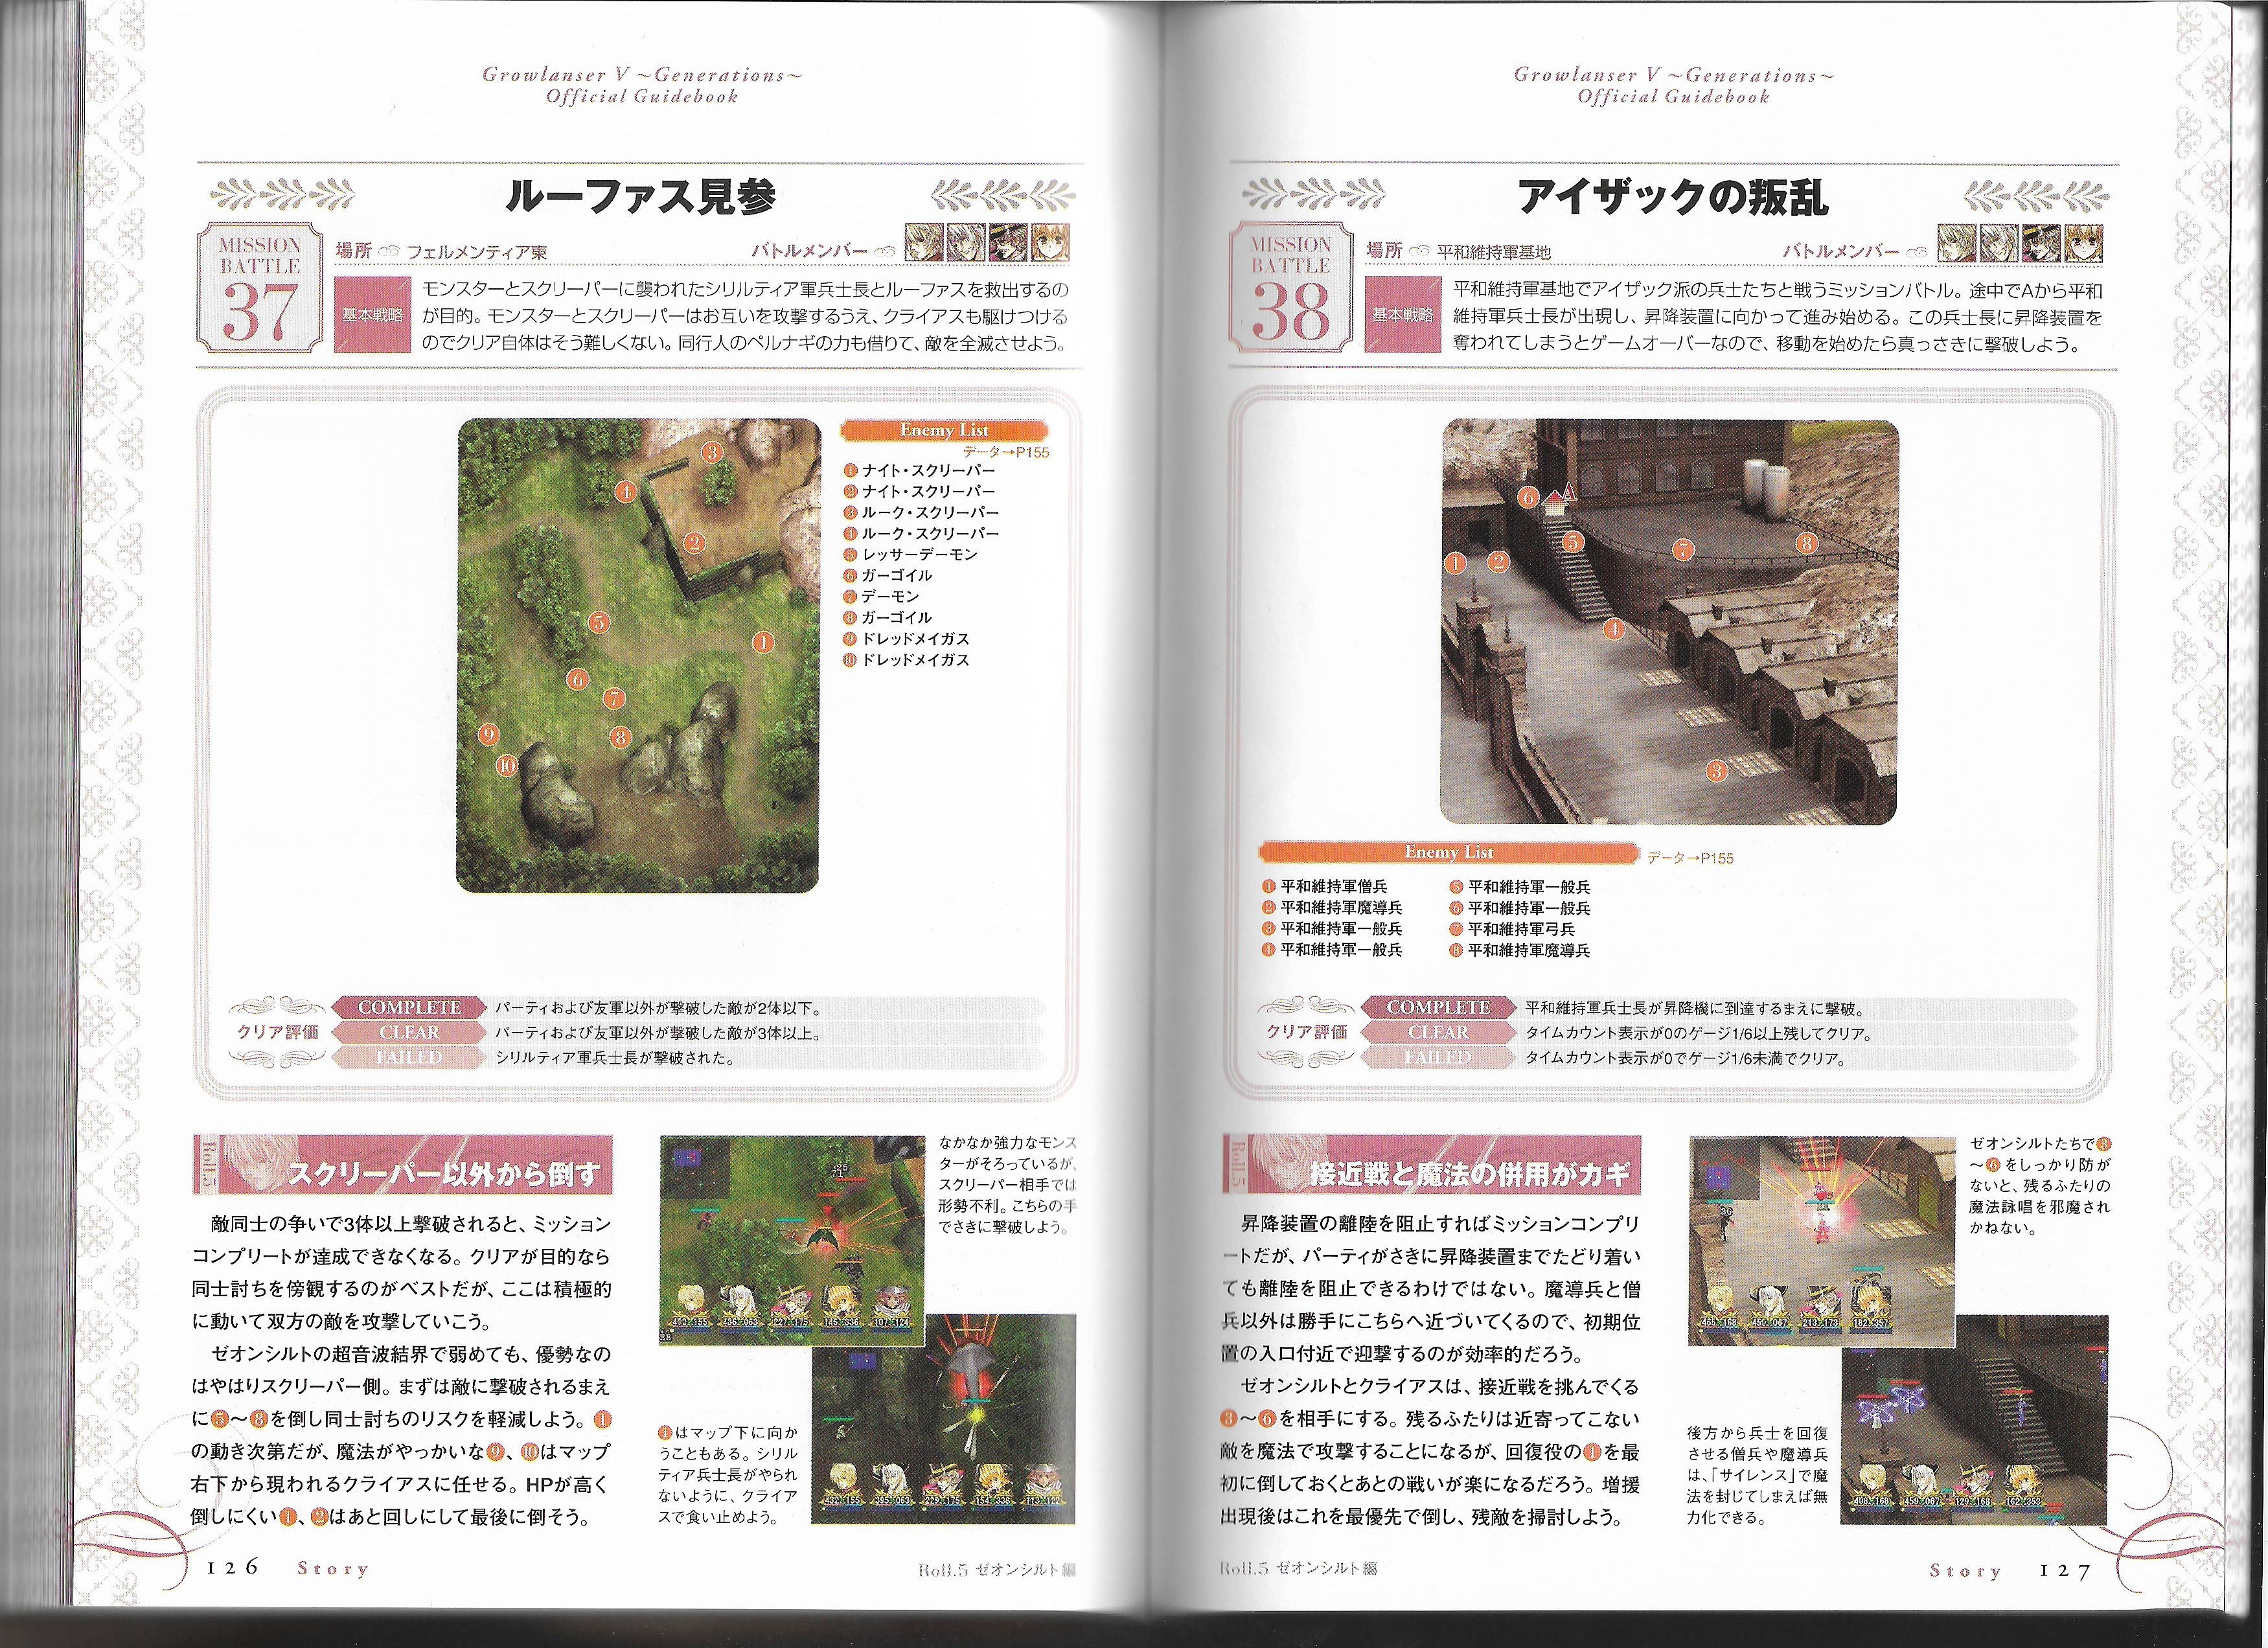 Growlanser V ~Generations~
Official Guidebook
ルーファス見参
MISSION
BATTLE
37
場所 フェルメンティア東
バトルメンバー
基本戦略
モンスターとスクリーパーに襲われたシリルティア軍兵士長とルーファスを救出するの
が目的。モンスターとスクリーパーはお互いを攻撃するうえ、クライアスも駆けつける
のでクリア自体はそう難しくない。同行人のペルナギの力も借りて、敵を全滅させよう。
③
④
②
⑤
①
⑥
⑦
⑧
⑨
⑩
Enemy List
データ→P155
①ナイト・スクリーパー
②ナイト・スクリーパー
③ルーク・スクリーパー
④ルーク・スクリーパー
⑤レッサーデーモン
⑥ガーゴイル
⑦デーモン
⑧ガーゴイル
⑨ドレッドメイガス
⑩ドレッドメイガス
クリア評価
COMPLETE パーティおよび友軍以外が撃破した敵が2体以下。
CLEAR パーティおよび友軍以外が撃破した敵が3体以上。
FAILED シリルティア軍兵士長が撃破された。
Roll.5
スクリーパー以外から倒す
敵同士の争いで3体以上撃破されると、ミッション
コンプリートが達成できなくなる。クリアが目的なら
同士討ちを傍観するのがベストだが、ここは積極的
に動いて双方の敵を攻撃していこう。
ゼオンシルトの超音波結界で弱めても、優勢なの
はやはりスクリーパー側。まずは敵に撃破されるまえ
に⑤～⑧を倒し同士討ちのリスクを軽減しよう。①
の動き次第だが、魔法がやっかいな⑨、⑩はマップ
右下から現われるクライアスに任せる。HPが高く
倒しにくい①、②はあと回しにして最後に倒そう。
なかなか強力なモンス
ターがそろっているが、
スクリーパー相手では
形勢不利。こちらの手
でさきに撃破しよう。
①はマップ下に向か
うこともある。シリル
ティア兵士長がやられ
ないように、クライア
スで食い止めよう。
126 Story
Roll.5 ゼオンシルト編
Growlanser V ~Generations~
Official Guidebook
アイザックの叛乱
MISSION
BATTLE
38
場所 平和維持軍基地
バトルメンバー
基本戦略
平和維持軍基地でアイザック派の兵士たちと戦うミッションバトル。途中でAから平和
維持軍兵士長が出現し、昇降装置に向かって進み始める。この兵士長に昇降装置を
奪われてしまうとゲームオーバーなので、移動を始めたら真っさきに撃破しよう。
⑥ A
① ② ⑤ ⑦ ⑧
④
③
Enemy List データ→P155
①平和維持軍僧兵
②平和維持軍魔導兵
③平和維持軍一般兵
④平和維持軍一般兵
⑤平和維持軍一般兵
⑥平和維持軍一般兵
⑦平和維持軍弓兵
⑧平和維持軍魔導兵
クリア評価
COMPLETE 平和維持軍兵士長が昇降機に到達するまえに撃破。
CLEAR タイムカウント表示が0のゲージ1/6以上残してクリア。
FAILED タイムカウント表示が0でゲージ1/6未満でクリア。
Roll.5
接近戦と魔法の併用がカギ
昇降装置の離陸を阻止すればミッションコンプリ
ートだが、パーティがさきに昇降装置までたどり着い
ても離陸を阻止できるわけではない。魔導兵と僧
兵以外は勝手にこちらへ近づいてくるので、初期位
置の入口付近で迎撃するのが効率的だろう。
ゼオンシルトとクライアスは、接近戦を挑んでくる
③～⑥を相手にする。残るふたりは近寄ってこない
敵を魔法で攻撃することになるが、回復役の①を最
初に倒しておくとあとの戦いが楽になるだろう。増援
出現後はこれを最優先で倒し、残敵を掃討しよう。
ゼオンシルトたちで③
～⑥をしっかり防が
ないと、残るふたりの
魔法詠唱を邪魔され
かねない。
後方から兵士を回復
させる僧兵や魔導兵
は、「サイレンス」で魔
法を封じてしまえば無
力化できる。
Roll.5 ゼオンシルト編
Story 127